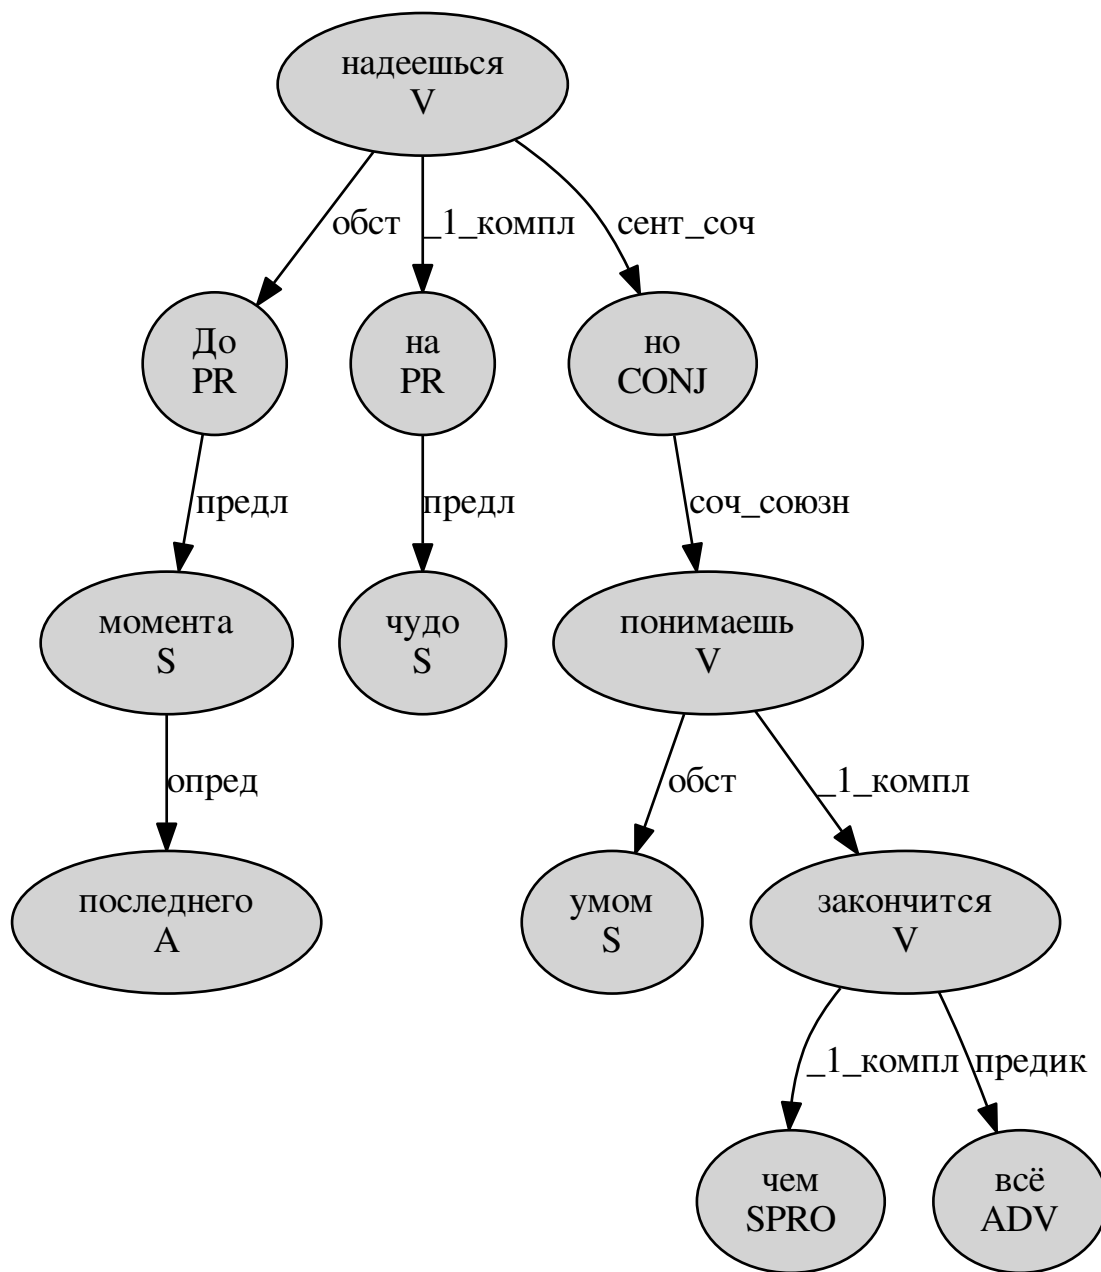 надеешься
V
обст
_1_компл
сент_соч
До
PR
на
PR
но
CONJ
предл
предл
соч_союзн
момента
S
чудо
S
понимаешь
V
опред
обст
_1_компл
последнего
A
умом
S
закончится
V
_1_компл
предик
чем
SPRO
всё
ADV